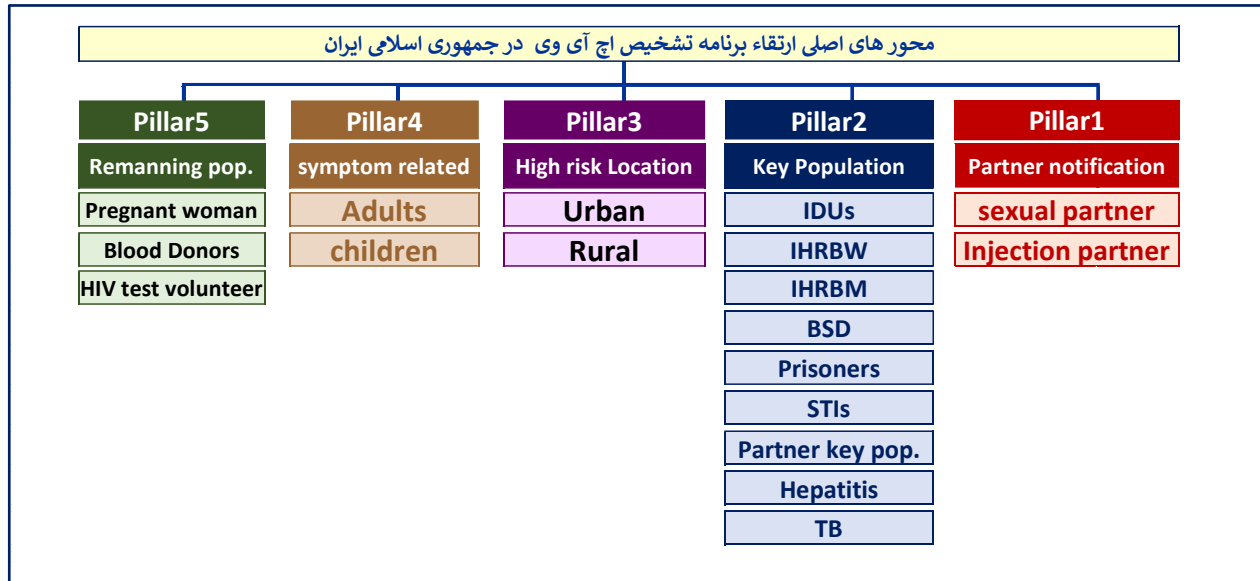 محور های اصلی ارتقاء برنامه تشخیص اچ آی وی در جمهوری اسلامی ایران
Pillar5
Remanning pop.
Pregnant woman
Blood Donors
HIV test volunteer
Pillar4
symptom related
Adults
children
Pillar3
High risk Location
Urban
Rural
Pillar2
Key Population
IDUs
IHRBW
IHRBM
BSD
Prisoners
STIs
Partner key pop.
Hepatitis
TB
Pillar1
Partner notification
sexual partner
Injection partner